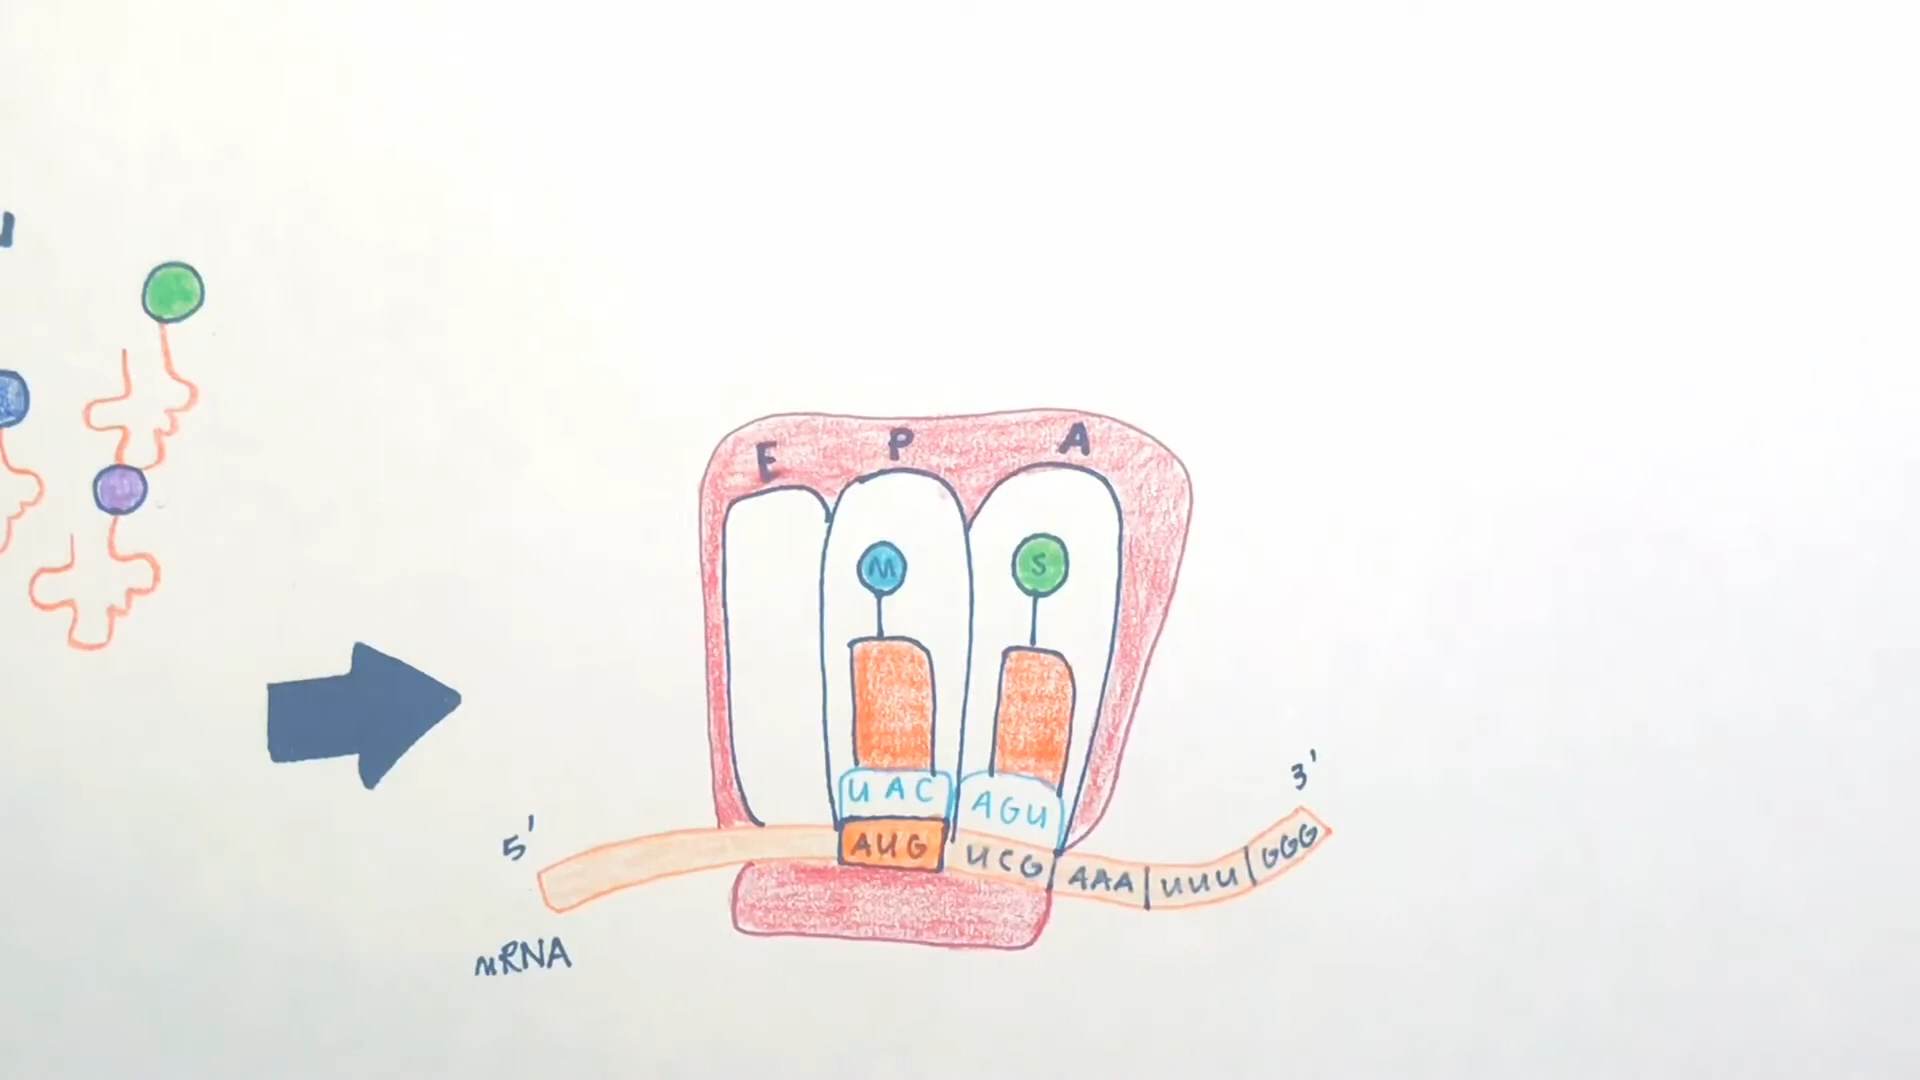 E P A
M S
UAC AGU
5' 3'
AUG UCG AAA UUU GGG
mRNA